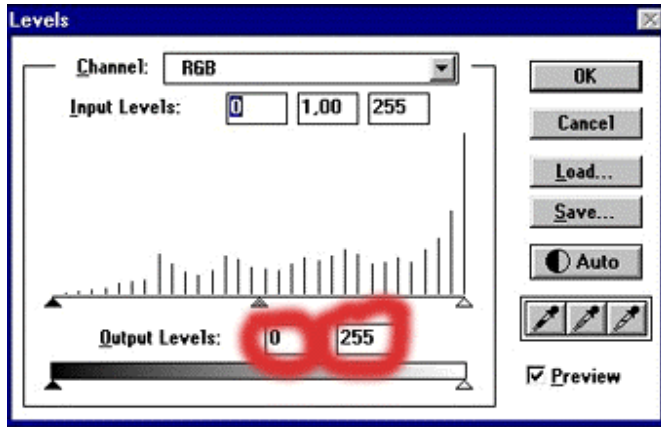 Levels
Channel: RGB
Input Levels: 0 1,00 255
Output Levels: 0 255
OK
Cancel
Load...
Save...
Auto
Preview